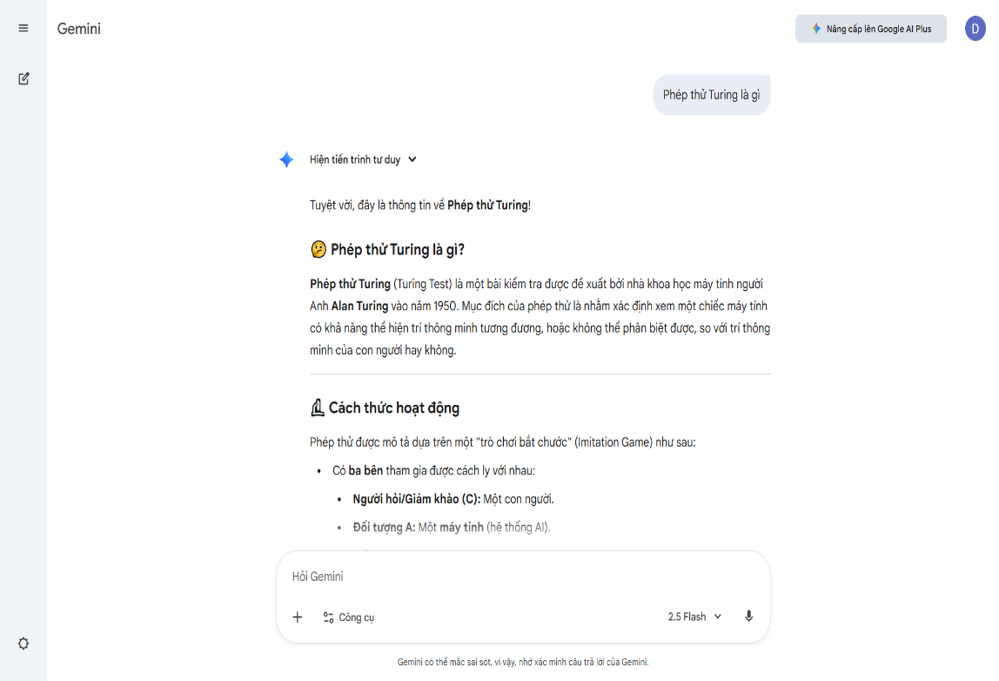 Gemini
Nâng cấp lên Google AI Plus
D
Phép thử Turing là gì
Hiện tiến trình tư duy
Tuyệt vời, đây là thông tin về Phép thử Turing!
Phép thử Turing là gì?
Phép thử Turing (Turing Test) là một bài kiểm tra được đề xuất bởi nhà khoa học máy tính người
Anh Alan Turing vào năm 1950. Mục đích của phép thử là nhằm xác định xem một chiếc máy tính
có khả năng thể hiện trí thông minh tương đương, hoặc không thể phân biệt được, so với trí thông
minh của con người hay không.
Cách thức hoạt động
Phép thử được mô tả dựa trên một "trò chơi bắt chước" (Imitation Game) như sau:
• Có ba bên tham gia được cách ly với nhau:
• Người hỏi/Giám khảo (C): Một con người.
• Đối tượng A: Một máy tính (hệ thống AI).
Hỏi Gemini
Công cụ
2.5 Flash
Gemini có thể mắc sai sót, vì vậy, nhớ xác minh câu trả lời của Gemini.